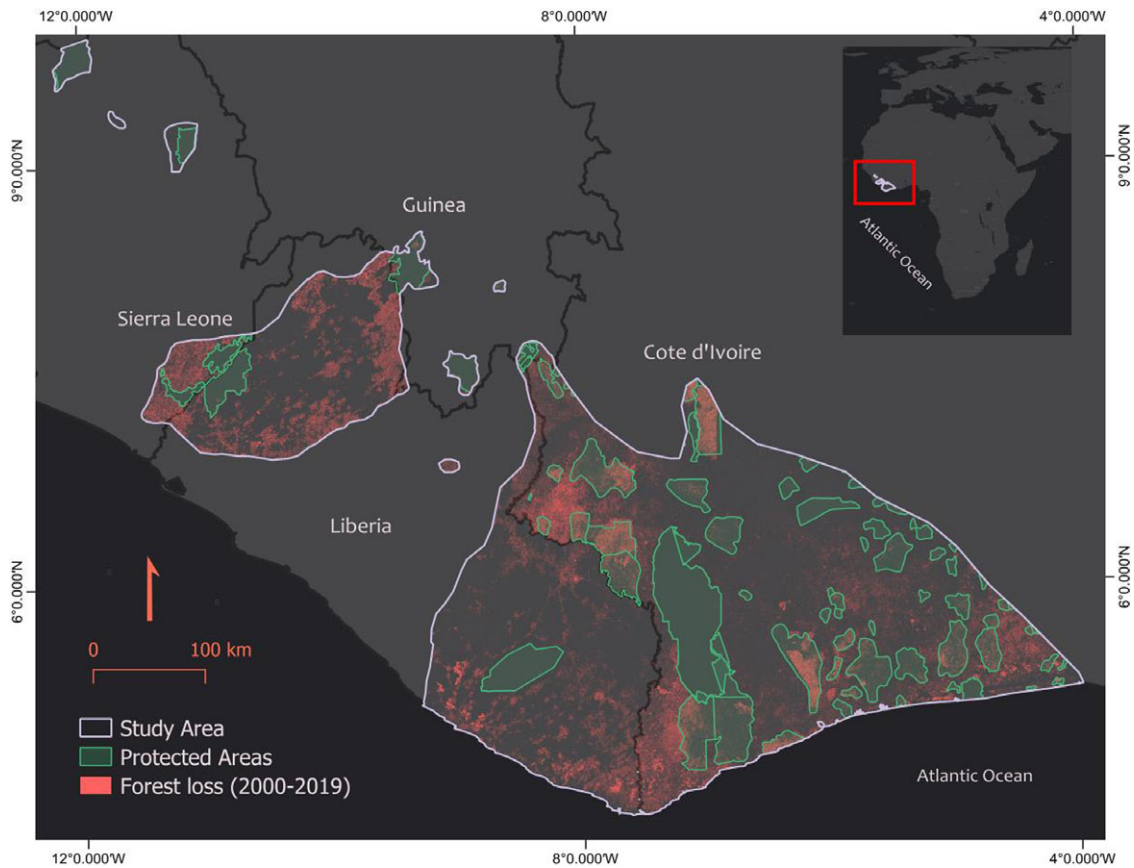 12°0.000'W
8°0.000'W
4°0.000'W
9°0.000'N
9°0.000'N
Guinea
Atlantic Ocean
Sierra Leone
Cote d'Ivoire
Liberia
6°0.000'N
6°0.000'N
0
100 km
Study Area
Protected Areas
Forest loss (2000-2019)
Atlantic Ocean
12°0.000'W
8°0.000'W
4°0.000'W